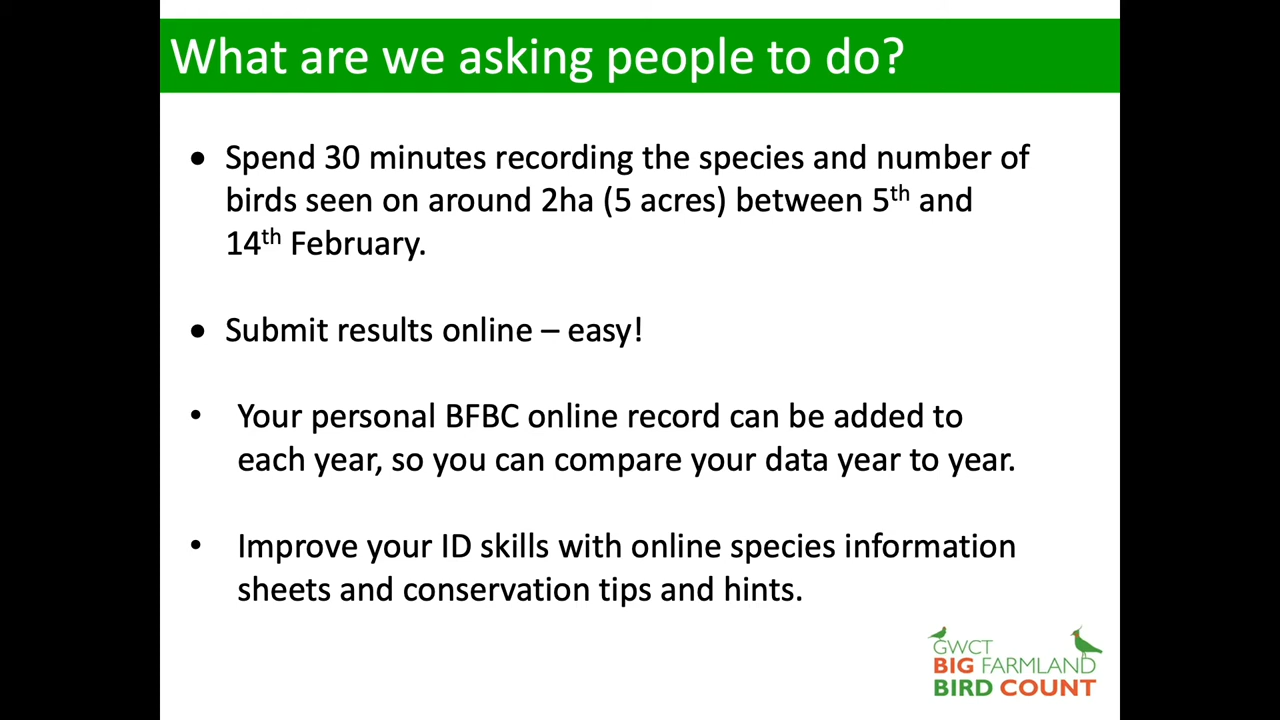 What are we asking people to do?
• Spend 30 minutes recording the species and number of
birds seen on around 2ha (5 acres) between 5th and
14th February.
• Submit results online – easy!
• Your personal BFBC online record can be added to
each year, so you can compare your data year to year.
• Improve your ID skills with online species information
sheets and conservation tips and hints.
GWCT
BIG FARMLAND
BIRD COUNT